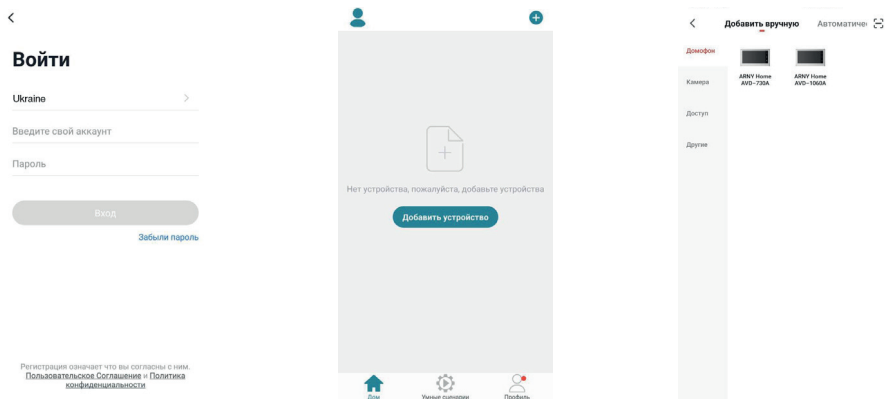 Войти
Ukraine
Введите свой аккаунт
Пароль
Вход
Забыли пароль
Регистрация означает что вы согласны с ним.
Пользовательское Соглашение и Политика
конфиденциальности
Нет устройства, пожалуйста, добавьте устройства
Добавить устройство
Дом
Умные сценарии
Профиль
Добавить вручную
Автоматичес
Домофон
Камера
Доступ
Другие
ARNY Home
AVD-730A
ARNY Home
AVD-1060A